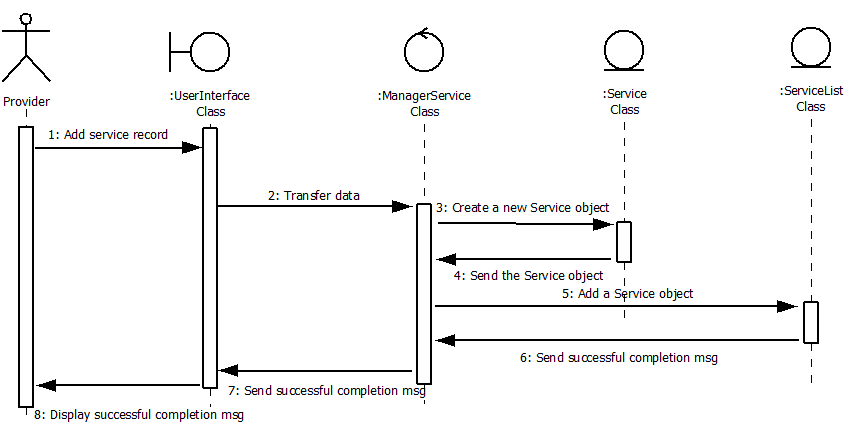 Provider
:UserInterface
Class
:ManagerService
Class
:Service
Class
:ServiceList
Class
1: Add service record
2: Transfer data
3: Create a new Service object
4: Send the Service object
5: Add a Service object
6: Send successful completion msg
7: Send successful completion msg
8: Display successful completion msg